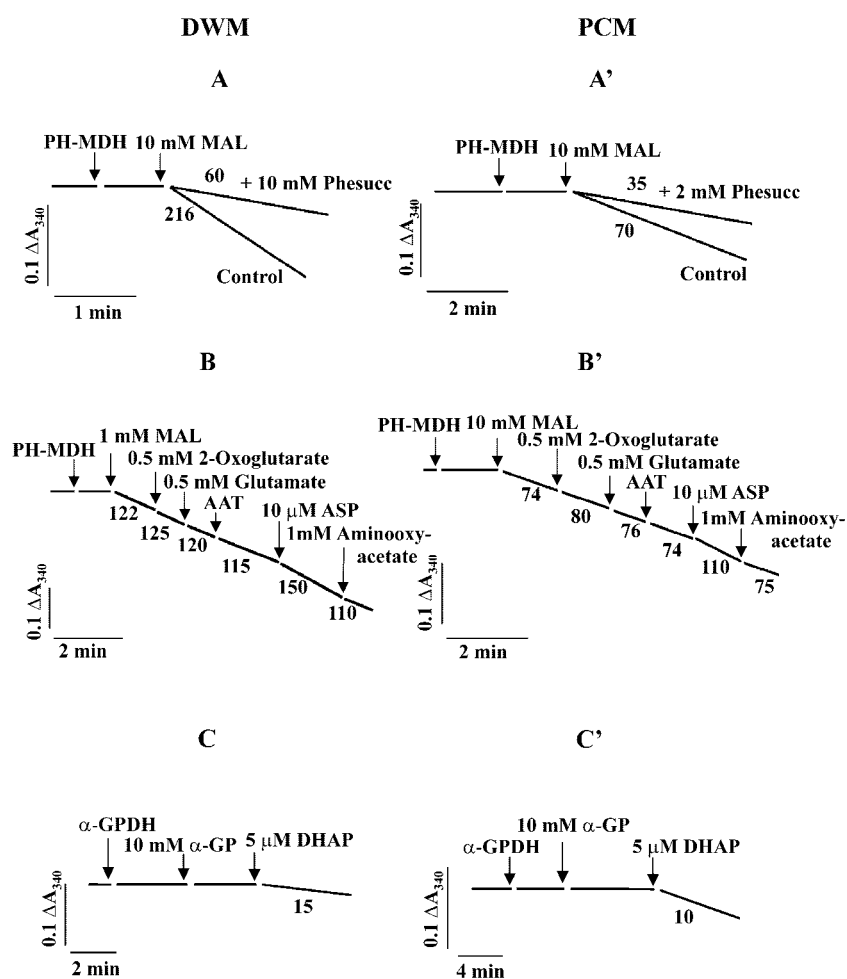 DWM
PCM
A
A'
PH-MDH
10 mM MAL
60
+ 10 mM Phesucc
216
Control
0.1 ΔA340
1 min
PH-MDH
10 mM MAL
35
+ 2 mM Phesucc
70
Control
0.1 ΔA340
2 min
B
B'
PH-MDH
1 mM MAL
0.5 mM 2-Oxoglutarate
0.5 mM Glutamate
AAT
10 μM ASP
1mM Aminooxy-
acetate
122
125
120
115
150
110
0.1 ΔA340
2 min
PH-MDH
10 mM MAL
0.5 mM 2-Oxoglutarate
0.5 mM Glutamate
AAT
10 μM ASP
1mM Aminooxy-
acetate
74
80
76
74
110
75
0.1 ΔA340
2 min
C
C'
α-GPDH
10 mM α-GP
5 μM DHAP
15
0.1 ΔA340
2 min
10 mM α-GP
α-GPDH
5 μM DHAP
10
0.1 ΔA340
4 min